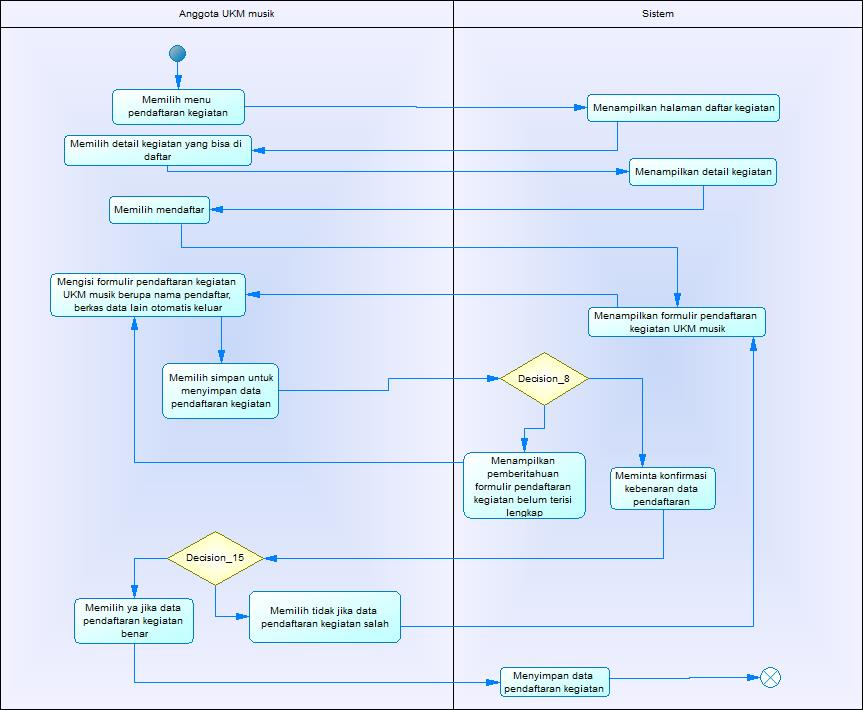 Anggota UKM musik
Sistem
Memilih menu
pendaftaran kegiatan
Menampilkan halaman daftar kegiatan
Memilih detail kegiatan yang bisa di
daftar
Menampilkan detail kegiatan
Memilih mendaftar
Mengisi formulir pendaftaran kegiatan
UKM musik berupa nama pendaftar,
berkas data lain otomatis keluar
Menampilkan formulir pendaftaran
kegiatan UKM musik
Memilih simpan untuk
menyimpan data
pendaftaran kegiatan
Decision_8
Menampilkan
pemberitahuan
formulir pendaftaran
kegiatan belum terisi
lengkap
Meminta konfirmasi
kebenaran data
pendaftaran
Decision_15
Memilih ya jika data
pendaftaran kegiatan
benar
Memilih tidak jika data
pendaftaran kegiatan salah
Menyimpan data
pendaftaran kegiatan